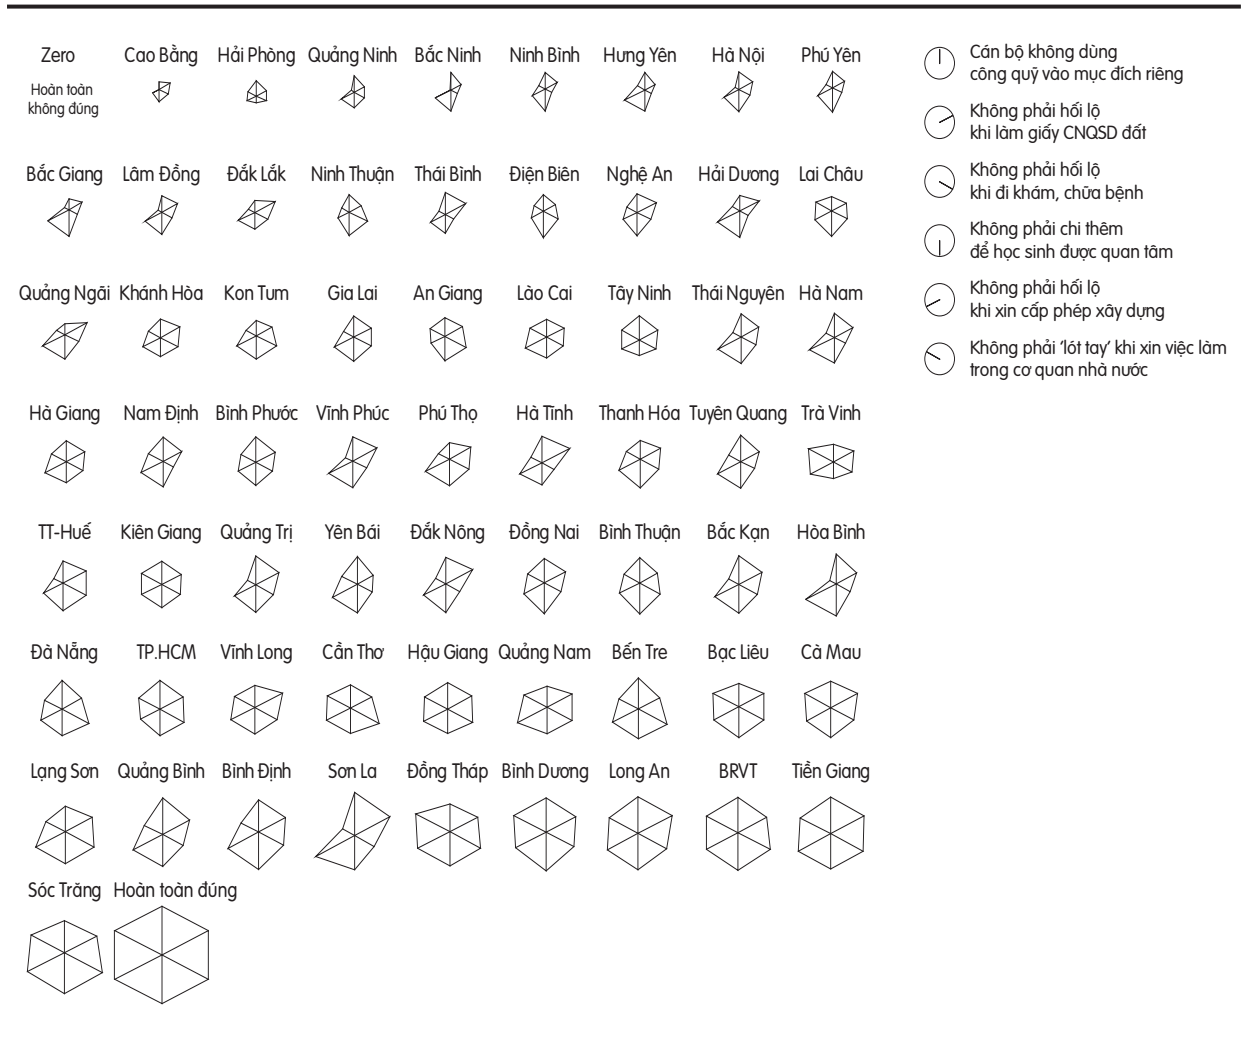 Zero Cao Bằng Hải Phòng Quảng Ninh Bắc Ninh Ninh Bình Hưng Yên Hà Nội Phú Yên
Hoàn toàn
không đúng
Bắc Giang Lâm Đồng Đắk Lắk Ninh Thuận Thái Bình Điện Biên Nghệ An Hải Dương Lai Châu
Quảng Ngãi Khánh Hòa Kon Tum Gia Lai An Giang Lào Cai Tây Ninh Thái Nguyên Hà Nam
Hà Giang Nam Định Bình Phước Vĩnh Phúc Phú Thọ Hà Tĩnh Thanh Hóa Tuyên Quang Trà Vinh
TT-Huế Kiên Giang Quảng Trị Yên Bái Đắk Nông Đồng Nai Bình Thuận Bắc Kạn Hòa Bình
Đà Nẵng TP.HCM Vĩnh Long Cần Thơ Hậu Giang Quảng Nam Bến Tre Bạc Liêu Cà Mau
Lạng Sơn Quảng Bình Bình Định Sơn La Đồng Tháp Bình Dương Long An BRVT Tiền Giang
Sóc Trăng Hoàn toàn đúng
Cán bộ không dùng
công quỹ vào mục đích riêng
Không phải hối lộ
khi làm giấy CNQSD đất
Không phải hối lộ
khi đi khám, chữa bệnh
Không phải chi thêm
để học sinh được quan tâm
Không phải hối lộ
khi xin cấp phép xây dựng
Không phải 'lót tay' khi xin việc làm
trong cơ quan nhà nước